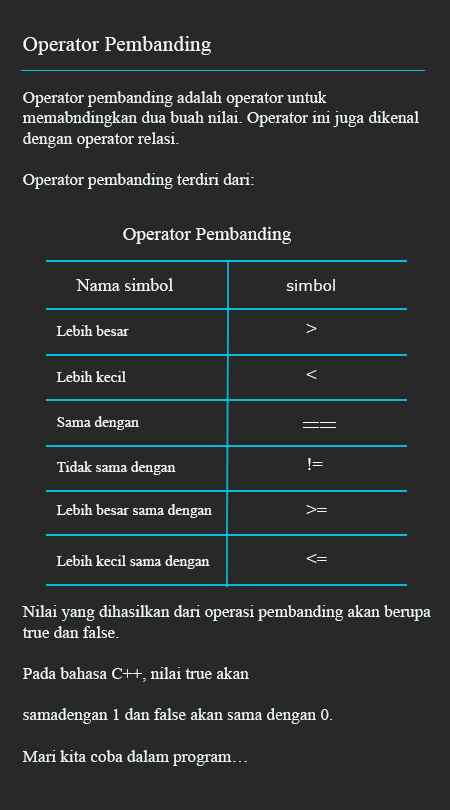 Operator Pembanding
Operator pembanding adalah operator untuk
memabndingkan dua buah nilai. Operator ini juga dikenal
dengan operator relasi.
Operator pembanding terdiri dari:
Operator Pembanding
Nama simbol simbol
Lebih besar >
Lebih kecil <
Sama dengan ==
Tidak sama dengan !=
Lebih besar sama dengan >=
Lebih kecil sama dengan <=
Nilai yang dihasilkan dari operasi pembanding akan berupa
true dan false.
Pada bahasa C++, nilai true akan
samadengan 1 dan false akan sama dengan 0.
Mari kita coba dalam program…